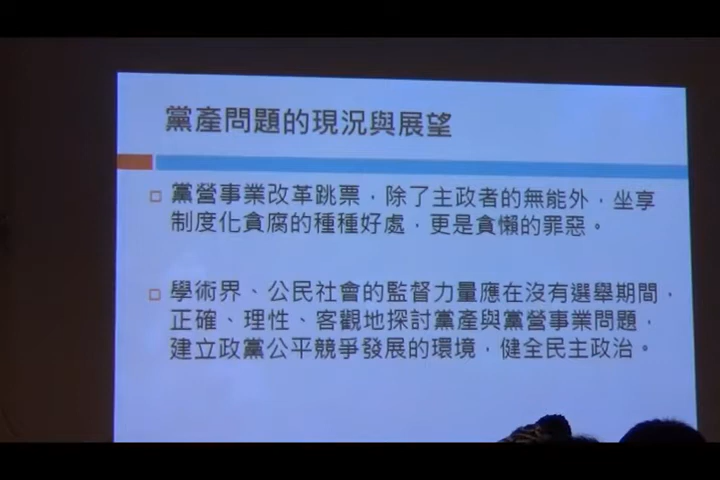 黨產問題的現況與展望
黨營事業改革跳票，除了主政者的無能外，坐享
制度化貪腐的種種好處，更是貪懶的罪惡。
學術界、公民社會的監督力量應在沒有選舉期間，
正確、理性、客觀地探討黨產與黨營事業問題，
建立政黨公平競爭發展的環境，健全民主政治。